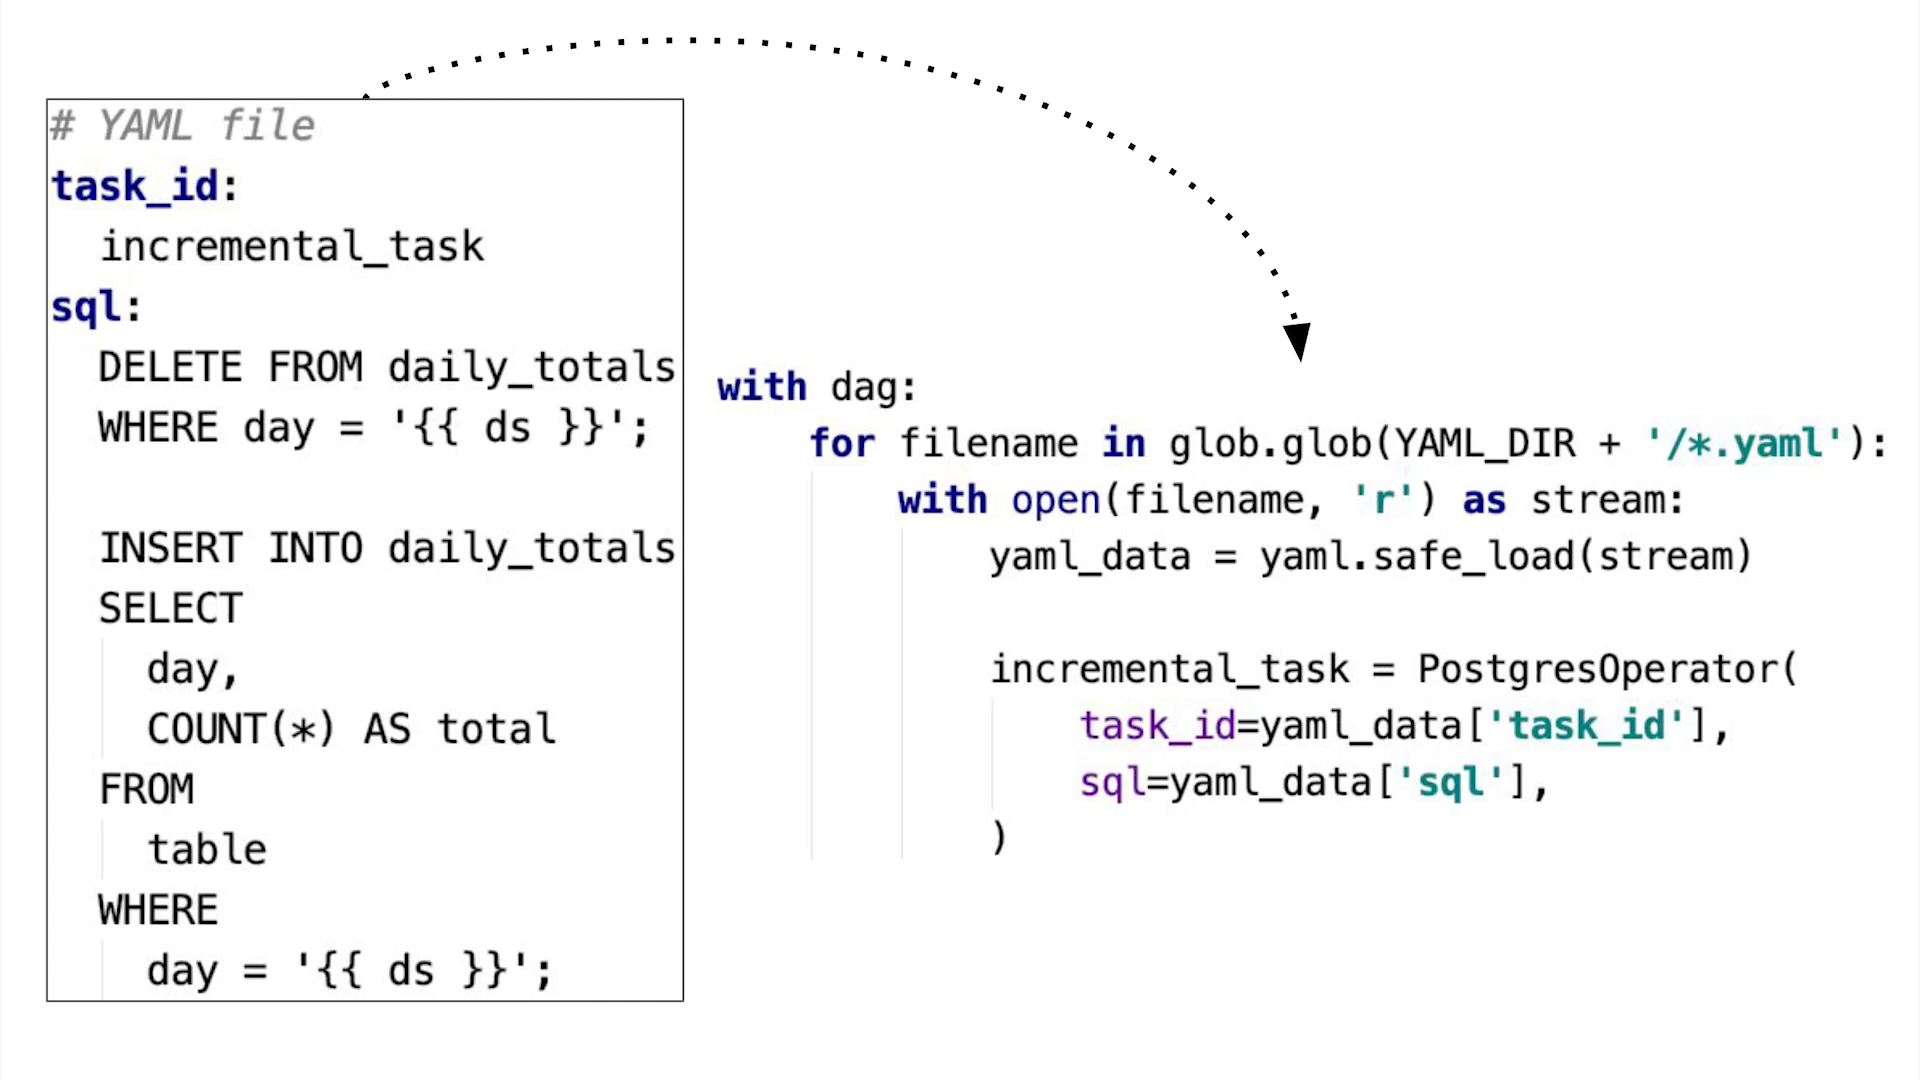 # YAML file
task_id:
  incremental_task
sql:
  DELETE FROM daily_totals
  WHERE day = '{{ ds }}';

  INSERT INTO daily_totals
  SELECT
    day,
    COUNT(*) AS total
  FROM
    table
  WHERE
    day = '{{ ds }}';
with dag:
    for filename in glob.glob(YAML_DIR + '/*.yaml'):
        with open(filename, 'r') as stream:
            yaml_data = yaml.safe_load(stream)

            incremental_task = PostgresOperator(
                task_id=yaml_data['task_id'],
                sql=yaml_data['sql'],
            )